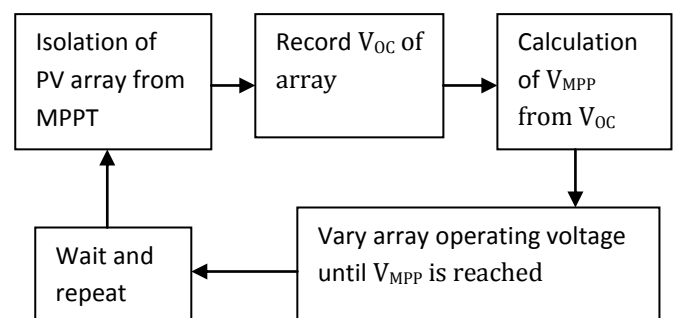 Isolation of
PV array from
MPPT
Record V_OC of
array
Calculation
of V_MPP
from V_OC
Vary array operating voltage
until V_MPP is reached
Wait and
repeat